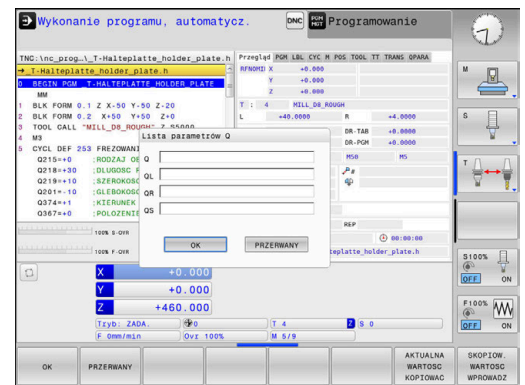 Wykonanie programu, automatycz.
DNC
PGM MGT
Programowanie
TNC:\nc_prog…\_T-Halteplatte_holder_plate.h
→_T-Halteplatte_holder_plate.h
0 BEGIN PGM _T-HALTEPLATTE_HOLDER_PLATE
MM
1 BLK FORM 0.1 Z X-50 Y-50 Z-20
2 BLK FORM 0.2 X+50 Y+50 Z+0
3 TOOL CALL "MILL_D8_ROUGH" Z S5000
4 M3
5 CYCL DEF 253 FREZOWANI
Q215=+0 ;RODZAJ OB
Q218=+30 ;DLUGOSC P
Q219=+10 ;SZEROKOSC
Q201=-10 ;GLEBOKOSC
Q374=+1 ;KIERUNEK
Q367=+0 ;POLOZENIE
100% S-OVR
100% F-OVR
Przegląd PGM LBL CYC M POS TOOL TT TRANS QPARA
RFNOMI X +0.000
Y +0.000
Z +0.000
T : 4 MILL_D8_ROUGH
L +40.0000 R +4.0000
DR-TAB +0.0000
DR-PGM +0.0000
M50 M5
REP
00:00:00
teplatte_holder_plate.h
Lista parametrów Q
Q
QL
QR
QS
OK
PRZERWANY
X +0.000
Y +0.000
Z +460.000
Tryb: ZADA. 0 T 4 Z S 0
F 0mm/min Ovr 100% M 5/9
M
S
T
S100%
OFF ON
F100%
OFF ON
OK
PRZERWANY
AKTUALNA WARTOSC KOPIOWAC
SKOPIOW. WARTOSC WPROWADZ